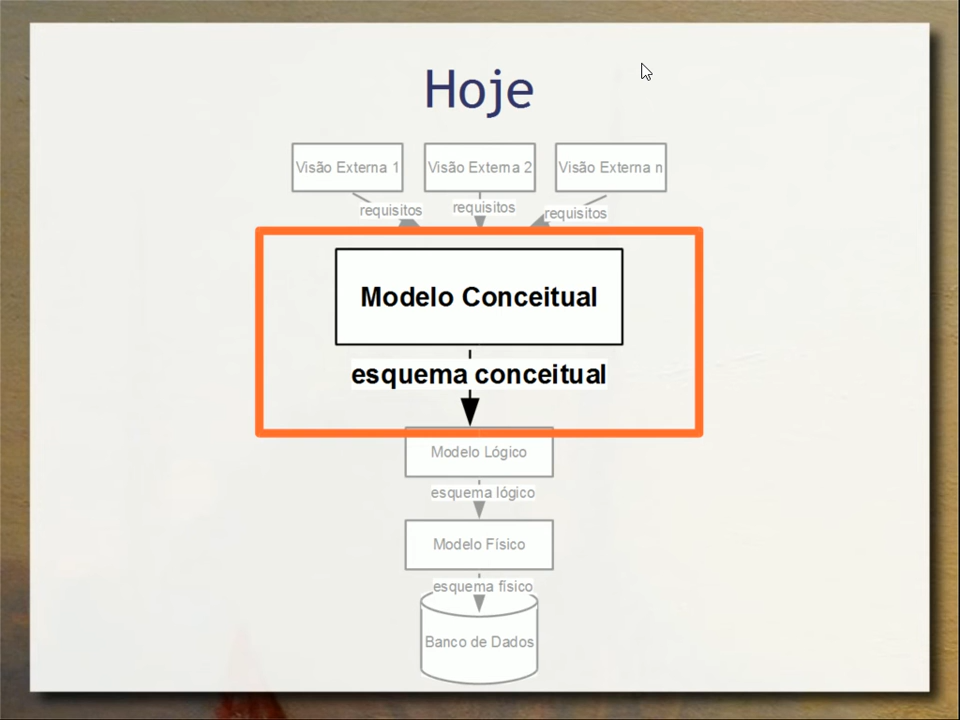 Hoje
Visão Externa 1
Visão Externa 2
Visão Externa n
requisitos
requisitos
requisitos
Modelo Conceitual
esquema conceitual
Modelo Lógico
esquema lógico
Modelo Físico
esquema físico
Banco de Dados